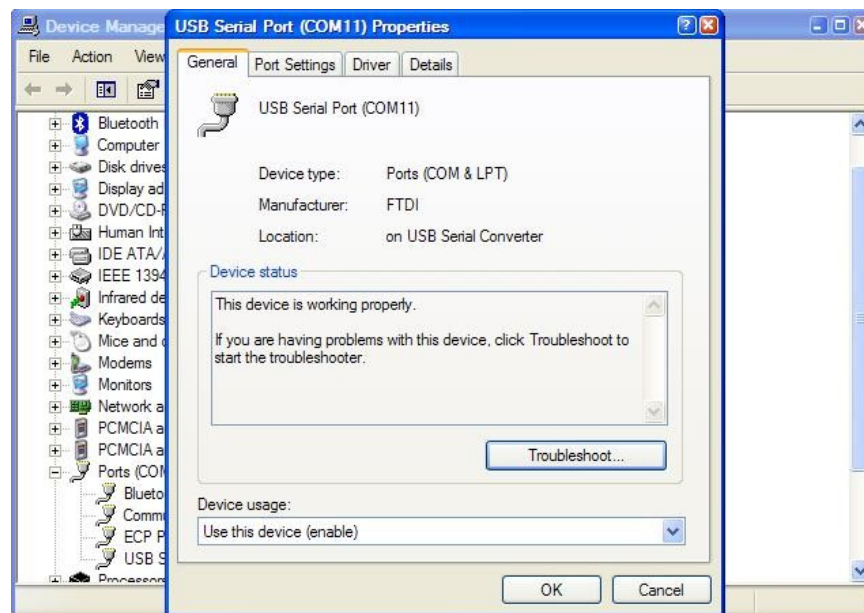 Device Manage
File Action View
Bluetooth
Computer
Disk drives
Display ad
DVD/CD-R
Human Int
IDE ATA/
IEEE 1394
Infrared de
Keyboards
Mice and
Modems
Monitors
Network a
PCMCIA a
PCMCIA a
Ports (COM
Blueto
Commu
ECP P
USB S
Processors
USB Serial Port (COM11) Properties
General Port Settings Driver Details
USB Serial Port (COM11)
Device type: Ports (COM & LPT)
Manufacturer: FTDI
Location: on USB Serial Converter
Device status
This device is working properly.
If you are having problems with this device, click Troubleshoot to
start the troubleshooter.
Troubleshoot...
Device usage:
Use this device (enable)
OK Cancel